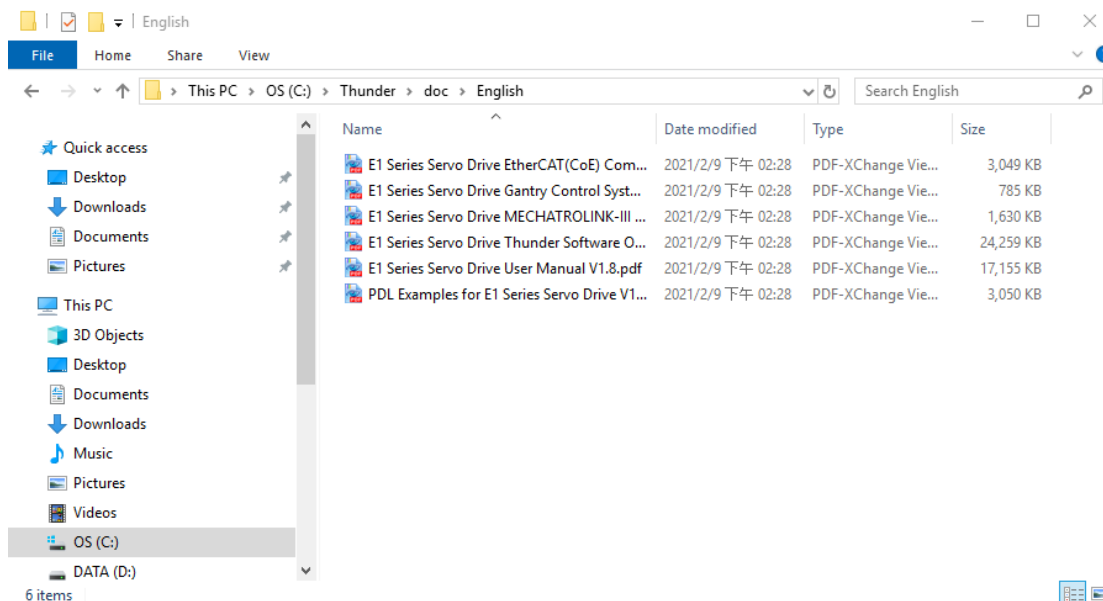 English
File Home Share View
This PC > OS (C:) > Thunder > doc > English
Search English
Name Date modified Type Size
Quick access
Desktop
Downloads
Documents
Pictures
This PC
3D Objects
Desktop
Documents
Downloads
Music
Pictures
Videos
OS (C:)
DATA (D:)
E1 Series Servo Drive EtherCAT(CoE) Com... 2021/2/9 下午 02:28 PDF-XChange Vie... 3,049 KB
E1 Series Servo Drive Gantry Control Syst... 2021/2/9 下午 02:28 PDF-XChange Vie... 785 KB
E1 Series Servo Drive MECHATROLINK-III ... 2021/2/9 下午 02:28 PDF-XChange Vie... 1,630 KB
E1 Series Servo Drive Thunder Software O... 2021/2/9 下午 02:28 PDF-XChange Vie... 24,259 KB
E1 Series Servo Drive User Manual V1.8.pdf 2021/2/9 下午 02:28 PDF-XChange Vie... 17,155 KB
PDL Examples for E1 Series Servo Drive V1... 2021/2/9 下午 02:28 PDF-XChange Vie... 3,050 KB
6 items